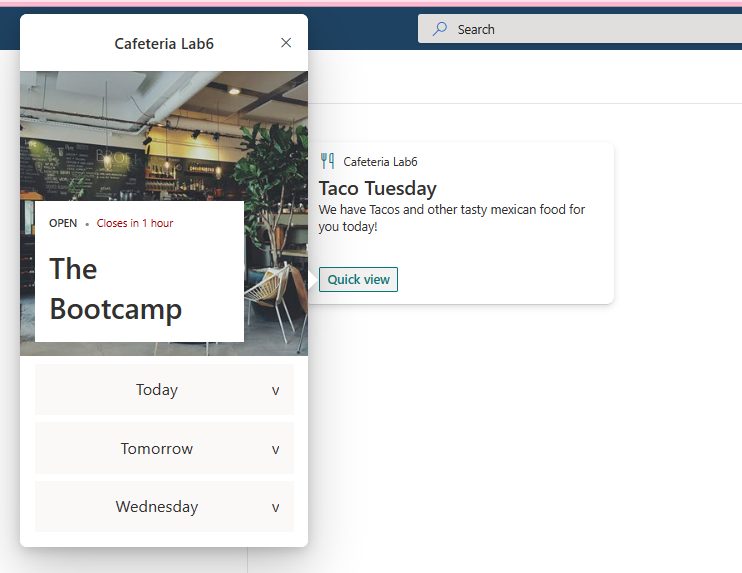 Search
Cafeteria Lab6
OPEN • Closes in 1 hour
The
Bootcamp
Today v
Tomorrow v
Wednesday v
Cafeteria Lab6
Taco Tuesday
We have Tacos and other tasty mexican food for
you today!
Quick view